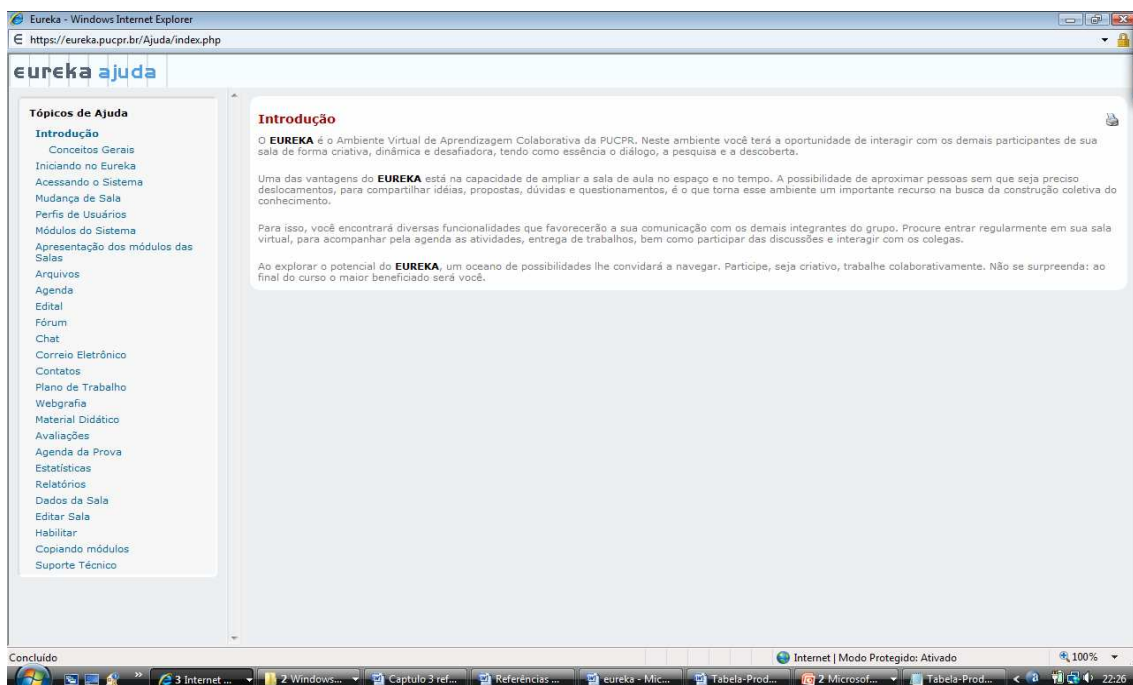 Eureka - Windows Internet Explorer
https://eureka.pucpr.br/Ajuda/index.php
eureka ajuda
Tópicos de Ajuda
Introdução
Conceitos Gerais
Iniciando no Eureka
Acessando o Sistema
Mudança de Sala
Perfis de Usuários
Módulos do Sistema
Apresentação dos módulos das
Salas
Arquivos
Agenda
Edital
Fórum
Chat
Correio Eletrônico
Contatos
Plano de Trabalho
Webgrafia
Material Didático
Avaliações
Agenda da Prova
Estatísticas
Relatórios
Dados da Sala
Editar Sala
Habilitar
Copiando módulos
Suporte Técnico
Introdução
O EUREKA é o Ambiente Virtual de Aprendizagem Colaborativa da PUCPR. Neste ambiente você terá a oportunidade de interagir com os demais participantes de sua
sala de forma criativa, dinâmica e desafiadora, tendo como essência o diálogo, a pesquisa e a descoberta.
Uma das vantagens do EUREKA está na capacidade de ampliar a sala de aula no espaço e no tempo. A possibilidade de aproximar pessoas sem que seja preciso
deslocamentos, para compartilhar idéias, propostas, dúvidas e questionamentos, é o que torna esse ambiente um importante recurso na busca da construção coletiva do
conhecimento.
Para isso, você encontrará diversas funcionalidades que favorecerão a sua comunicação com os demais integrantes do grupo. Procure entrar regularmente em sua sala
virtual, para acompanhar pela agenda as atividades, entrega de trabalhos, bem como participar das discussões e interagir com os colegas.
Ao explorar o potencial do EUREKA, um oceano de possibilidades lhe convidará a navegar. Participe, seja criativo, trabalhe colaborativamente. Não se surpreenda: ao
final do curso o maior beneficiado será você.
Concluído
Internet | Modo Protegido: Ativado
100%
3 Internet ...
2 Windows...
Captulo 3 ref...
Referências ...
eureka - Mic...
Tabela-Prod...
2 Microsof...
Tabela-Prod...
22:26